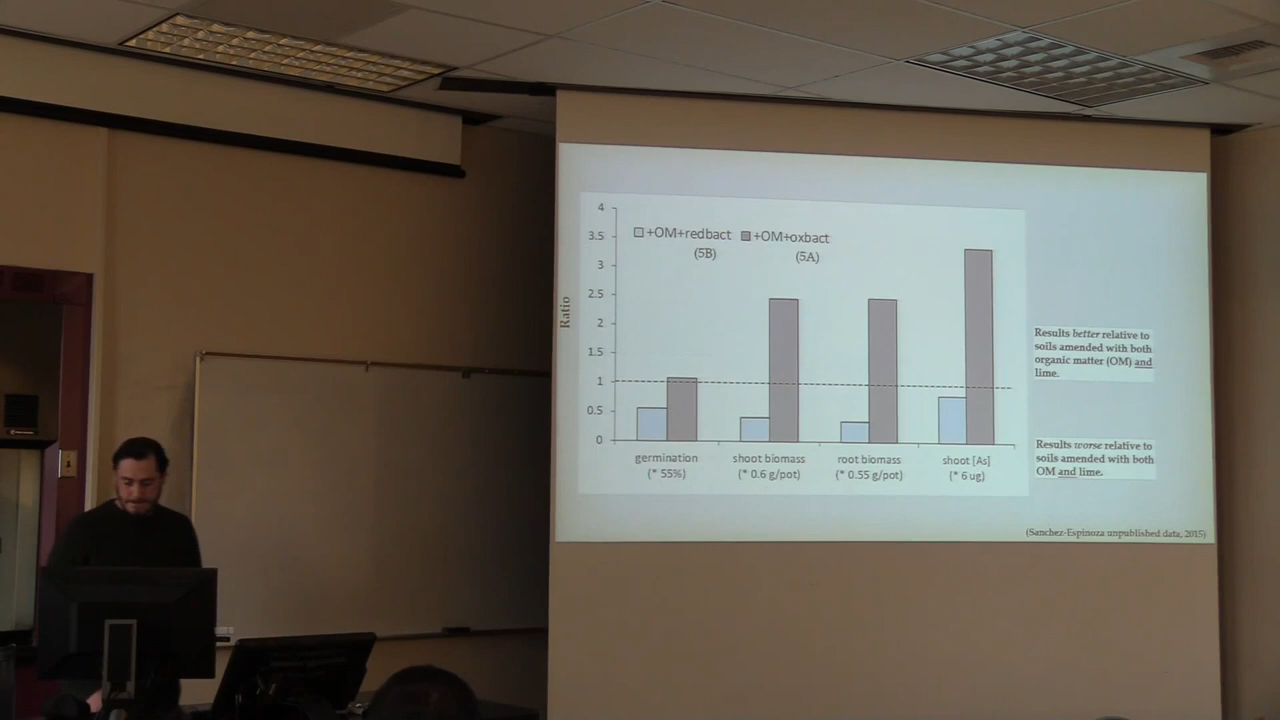 4
3.5
3
2.5
2
1.5
1
0.5
0
Ratio
+OM+redbact +OM+oxbact
(5B) (5A)
germination
(* 55%)
shoot biomass
(* 0.6 g/pot)
root biomass
(* 0.55 g/pot)
shoot [As]
(* 6 ug)
Results better relative to
soils amended with both
organic matter (OM) and
lime.
Results worse relative to
soils amended with both
OM and lime.
(Sanchez-Espinoza unpublished data, 2015)